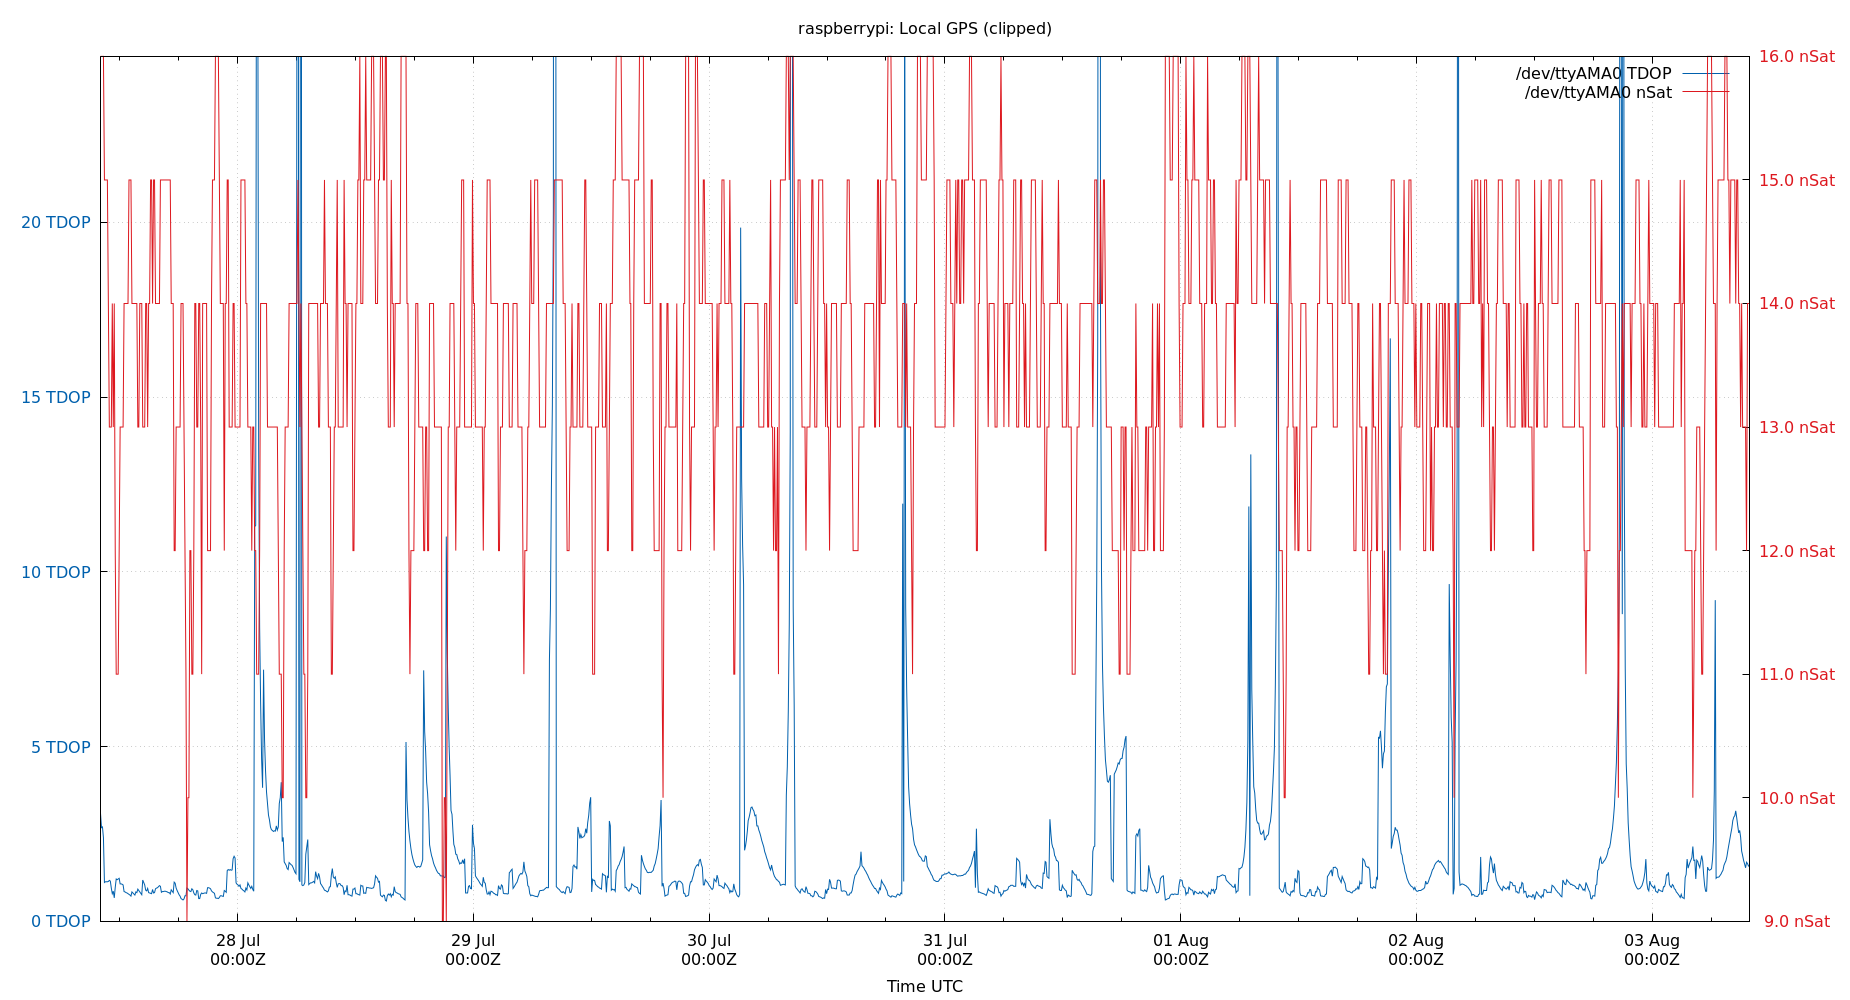 raspberrypi: Local GPS (clipped)
/dev/ttyAMA0 TDOP
/dev/ttyAMA0 nSat
20 TDOP
15 TDOP
10 TDOP
5 TDOP
0 TDOP
16.0 nSat
15.0 nSat
14.0 nSat
13.0 nSat
12.0 nSat
11.0 nSat
10.0 nSat
9.0 nSat
28 Jul 29 Jul 30 Jul 31 Jul 01 Aug 02 Aug 03 Aug
00:00Z 00:00Z 00:00Z 00:00Z 00:00Z 00:00Z 00:00Z
Time UTC